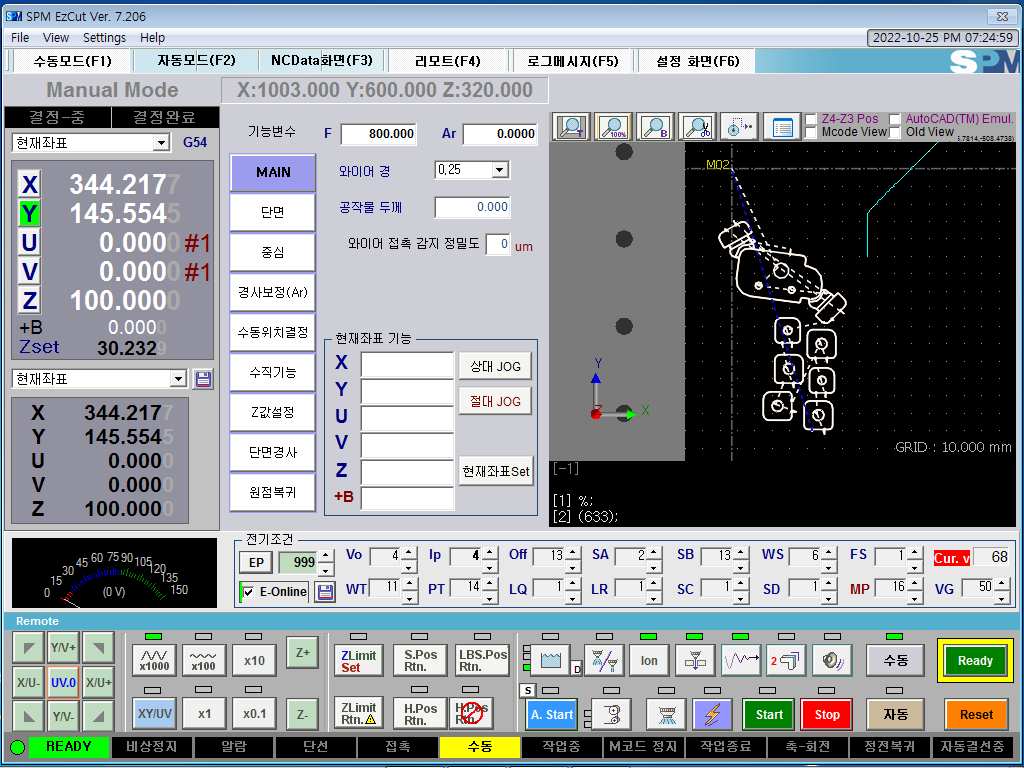 SPM EzCut Ver. 7.206
File View Settings Help
2022-10-25 PM 07:24:59
수동모드(F1) 자동모드(F2) NCData화면(F3) 리모트(F4) 로그메시지(F5) 설정 화면(F6) SPM
Manual Mode X:1003.000 Y:600.000 Z:320.000
결정-중 결정완료
현재좌표 G54
X 344.2177
Y 145.5545
U 0.0000 #1
V 0.0000 #1
Z 100.0000
+B 0.0000
Zset 30.2329
현재좌표
X 344.2177
Y 145.5545
U 0.0000
V 0.0000
Z 100.0000
기능변수 F 800.000 Ar 0.0000
MAIN
단면
중심
경사보정(Ar)
수동위치결정
수직기능
Z값설정
단면경사
원점복귀
와이어 경 0.25
공작물 두께 0.000
와이어 접촉 감지 정밀도 0 um
현재좌표 기능
X
Y
U
V
Z
+B
상대 JOG
절대 JOG
현재좌표Set
T 100% B
Z4-Z3 Pos AutoCAD(TM) Emul.
Mcode View Old View
M02
Y
Z X
GRID : 10.000 mm
[-1]
[1] %;
[2] (633);
0 15 30 45 60 75 90 105 120 135 150
(0 V)
전기조건
EP 999 Vo 4 Ip 4 Off 13 SA 2 SB 13 WS 6 FS 1 Cur. v 68
E-Online WT 11 PT 14 LQ 1 LR 1 SC 1 SD 1 MP 16 VG 50
Remote
Y/V+
X/U- UV.0 X/U+
Y/V-
x1000 x100 x10 Z+
XY/UV x1 x0.1 Z-
ZLimit Set S.Pos Rtn. LBS.Pos Rtn.
ZLimit Rtn. H.Pos Rtn. H.Pos Rtn.
D Ion 2 수동 Ready
S A. Start Start Stop 자동 Reset
READY 비상정지 알람 단선 접촉 수동 작업중 M코드 정지 작업종료 축-회전 정전복귀 자동결선중